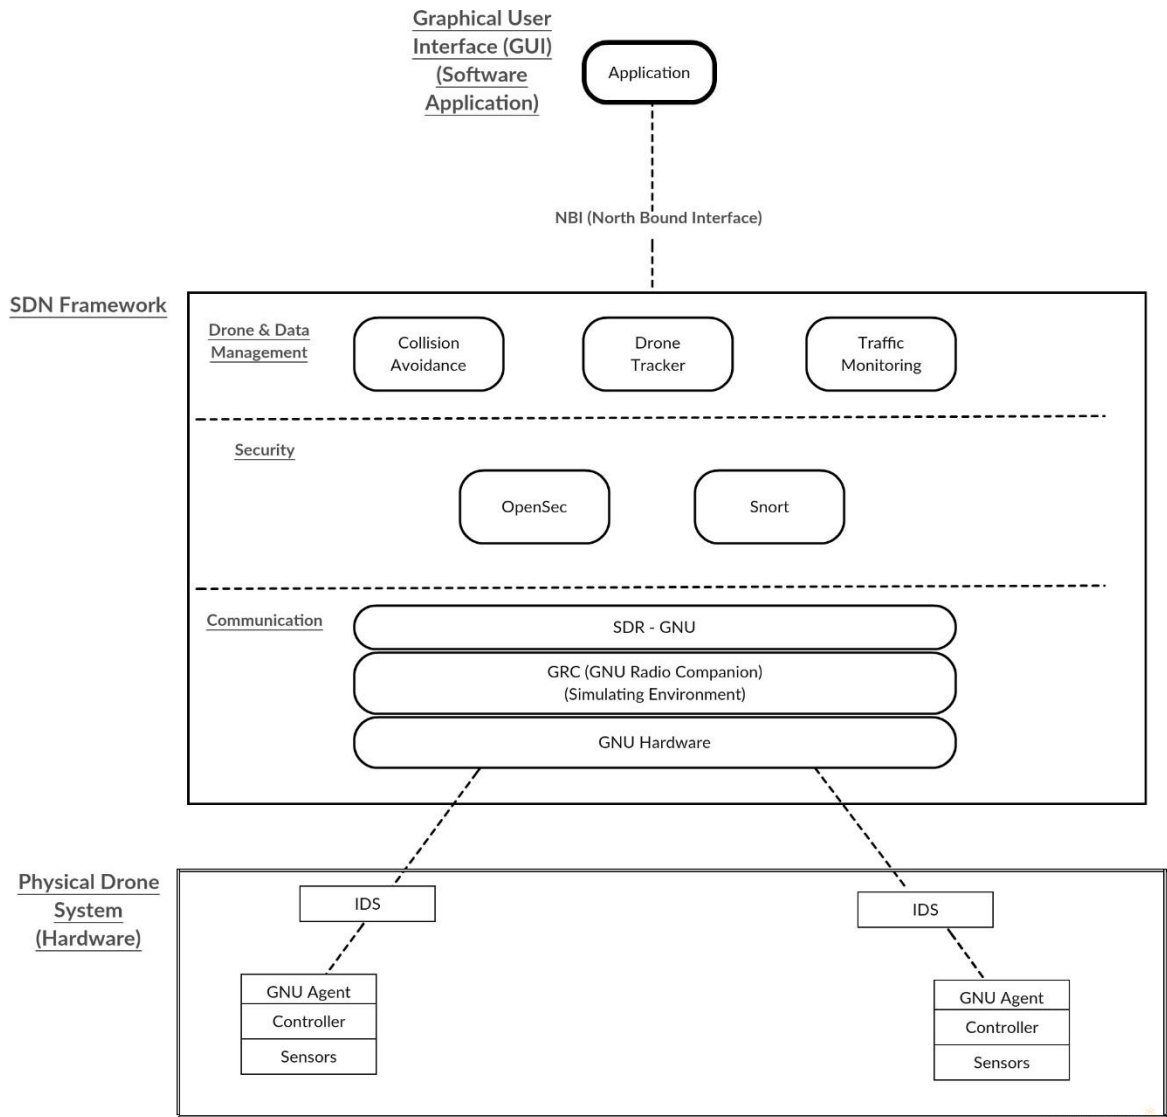 Graphical User
Interface (GUI)
(Software
Application)
Application
NBI (North Bound Interface)
SDN Framework
Drone & Data
Management
Collision
Avoidance
Drone
Tracker
Traffic
Monitoring
Security
OpenSec
Snort
Communication
SDR - GNU
GRC (GNU Radio Companion)
(Simulating Environment)
GNU Hardware
Physical Drone
System
(Hardware)
IDS
IDS
GNU Agent
Controller
Sensors
GNU Agent
Controller
Sensors